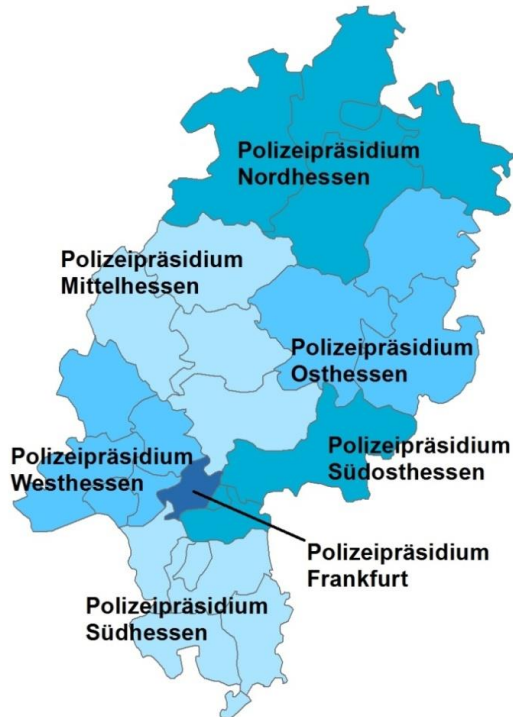 Polizeipräsidium
Nordhessen
Polizeipräsidium
Mittelhessen
Polizeipräsidium
Osthessen
Polizeipräsidium
Südosthessen
Polizeipräsidium
Westhessen
Polizeipräsidium
Frankfurt
Polizeipräsidium
Südhessen